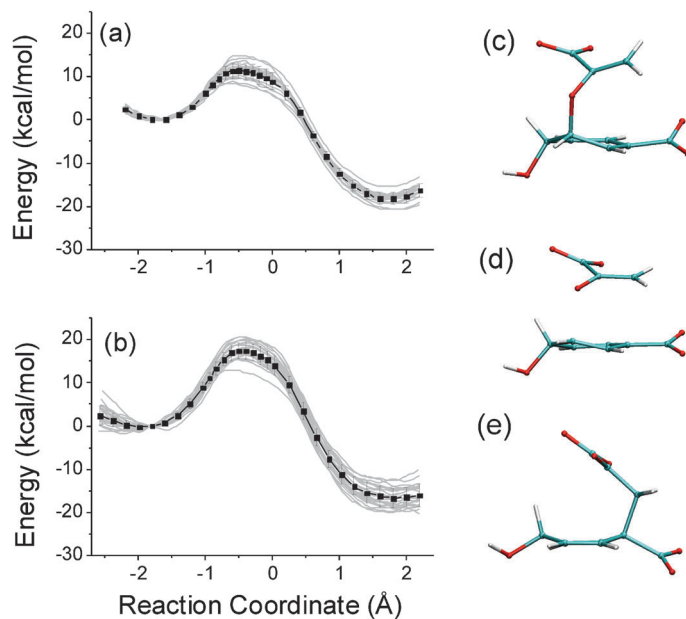 (a)
Energy (kcal/mol)
20
10
0
-10
-20
-30
-2 -1 0 1 2
(b)
Energy (kcal/mol)
20
10
0
-10
-20
-30
-2 -1 0 1 2
Reaction Coordinate (Å)
(c)
(d)
(e)